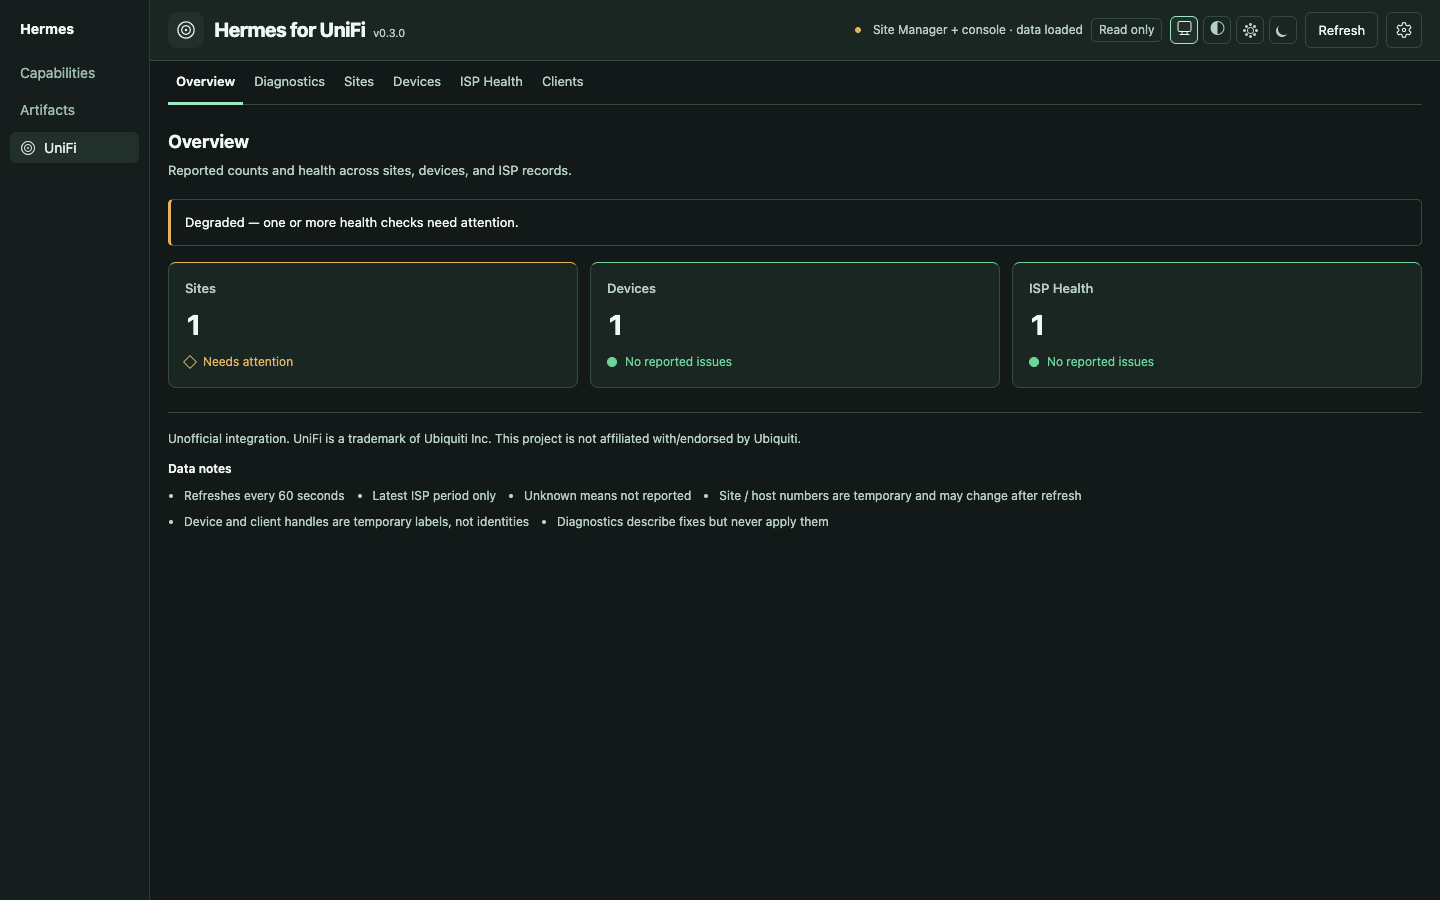 Hermes
Capabilities
Artifacts
UniFi
Hermes for UniFi v0.3.0
Site Manager + console · data loaded
Read only
Refresh
Overview Diagnostics Sites Devices ISP Health Clients
Overview
Reported counts and health across sites, devices, and ISP records.
Degraded — one or more health checks need attention.
Sites
1
Needs attention
Devices
1
No reported issues
ISP Health
1
No reported issues
Unofficial integration. UniFi is a trademark of Ubiquiti Inc. This project is not affiliated with/endorsed by Ubiquiti.
Data notes
• Refreshes every 60 seconds • Latest ISP period only • Unknown means not reported • Site / host numbers are temporary and may change after refresh
• Device and client handles are temporary labels, not identities • Diagnostics describe fixes but never apply them